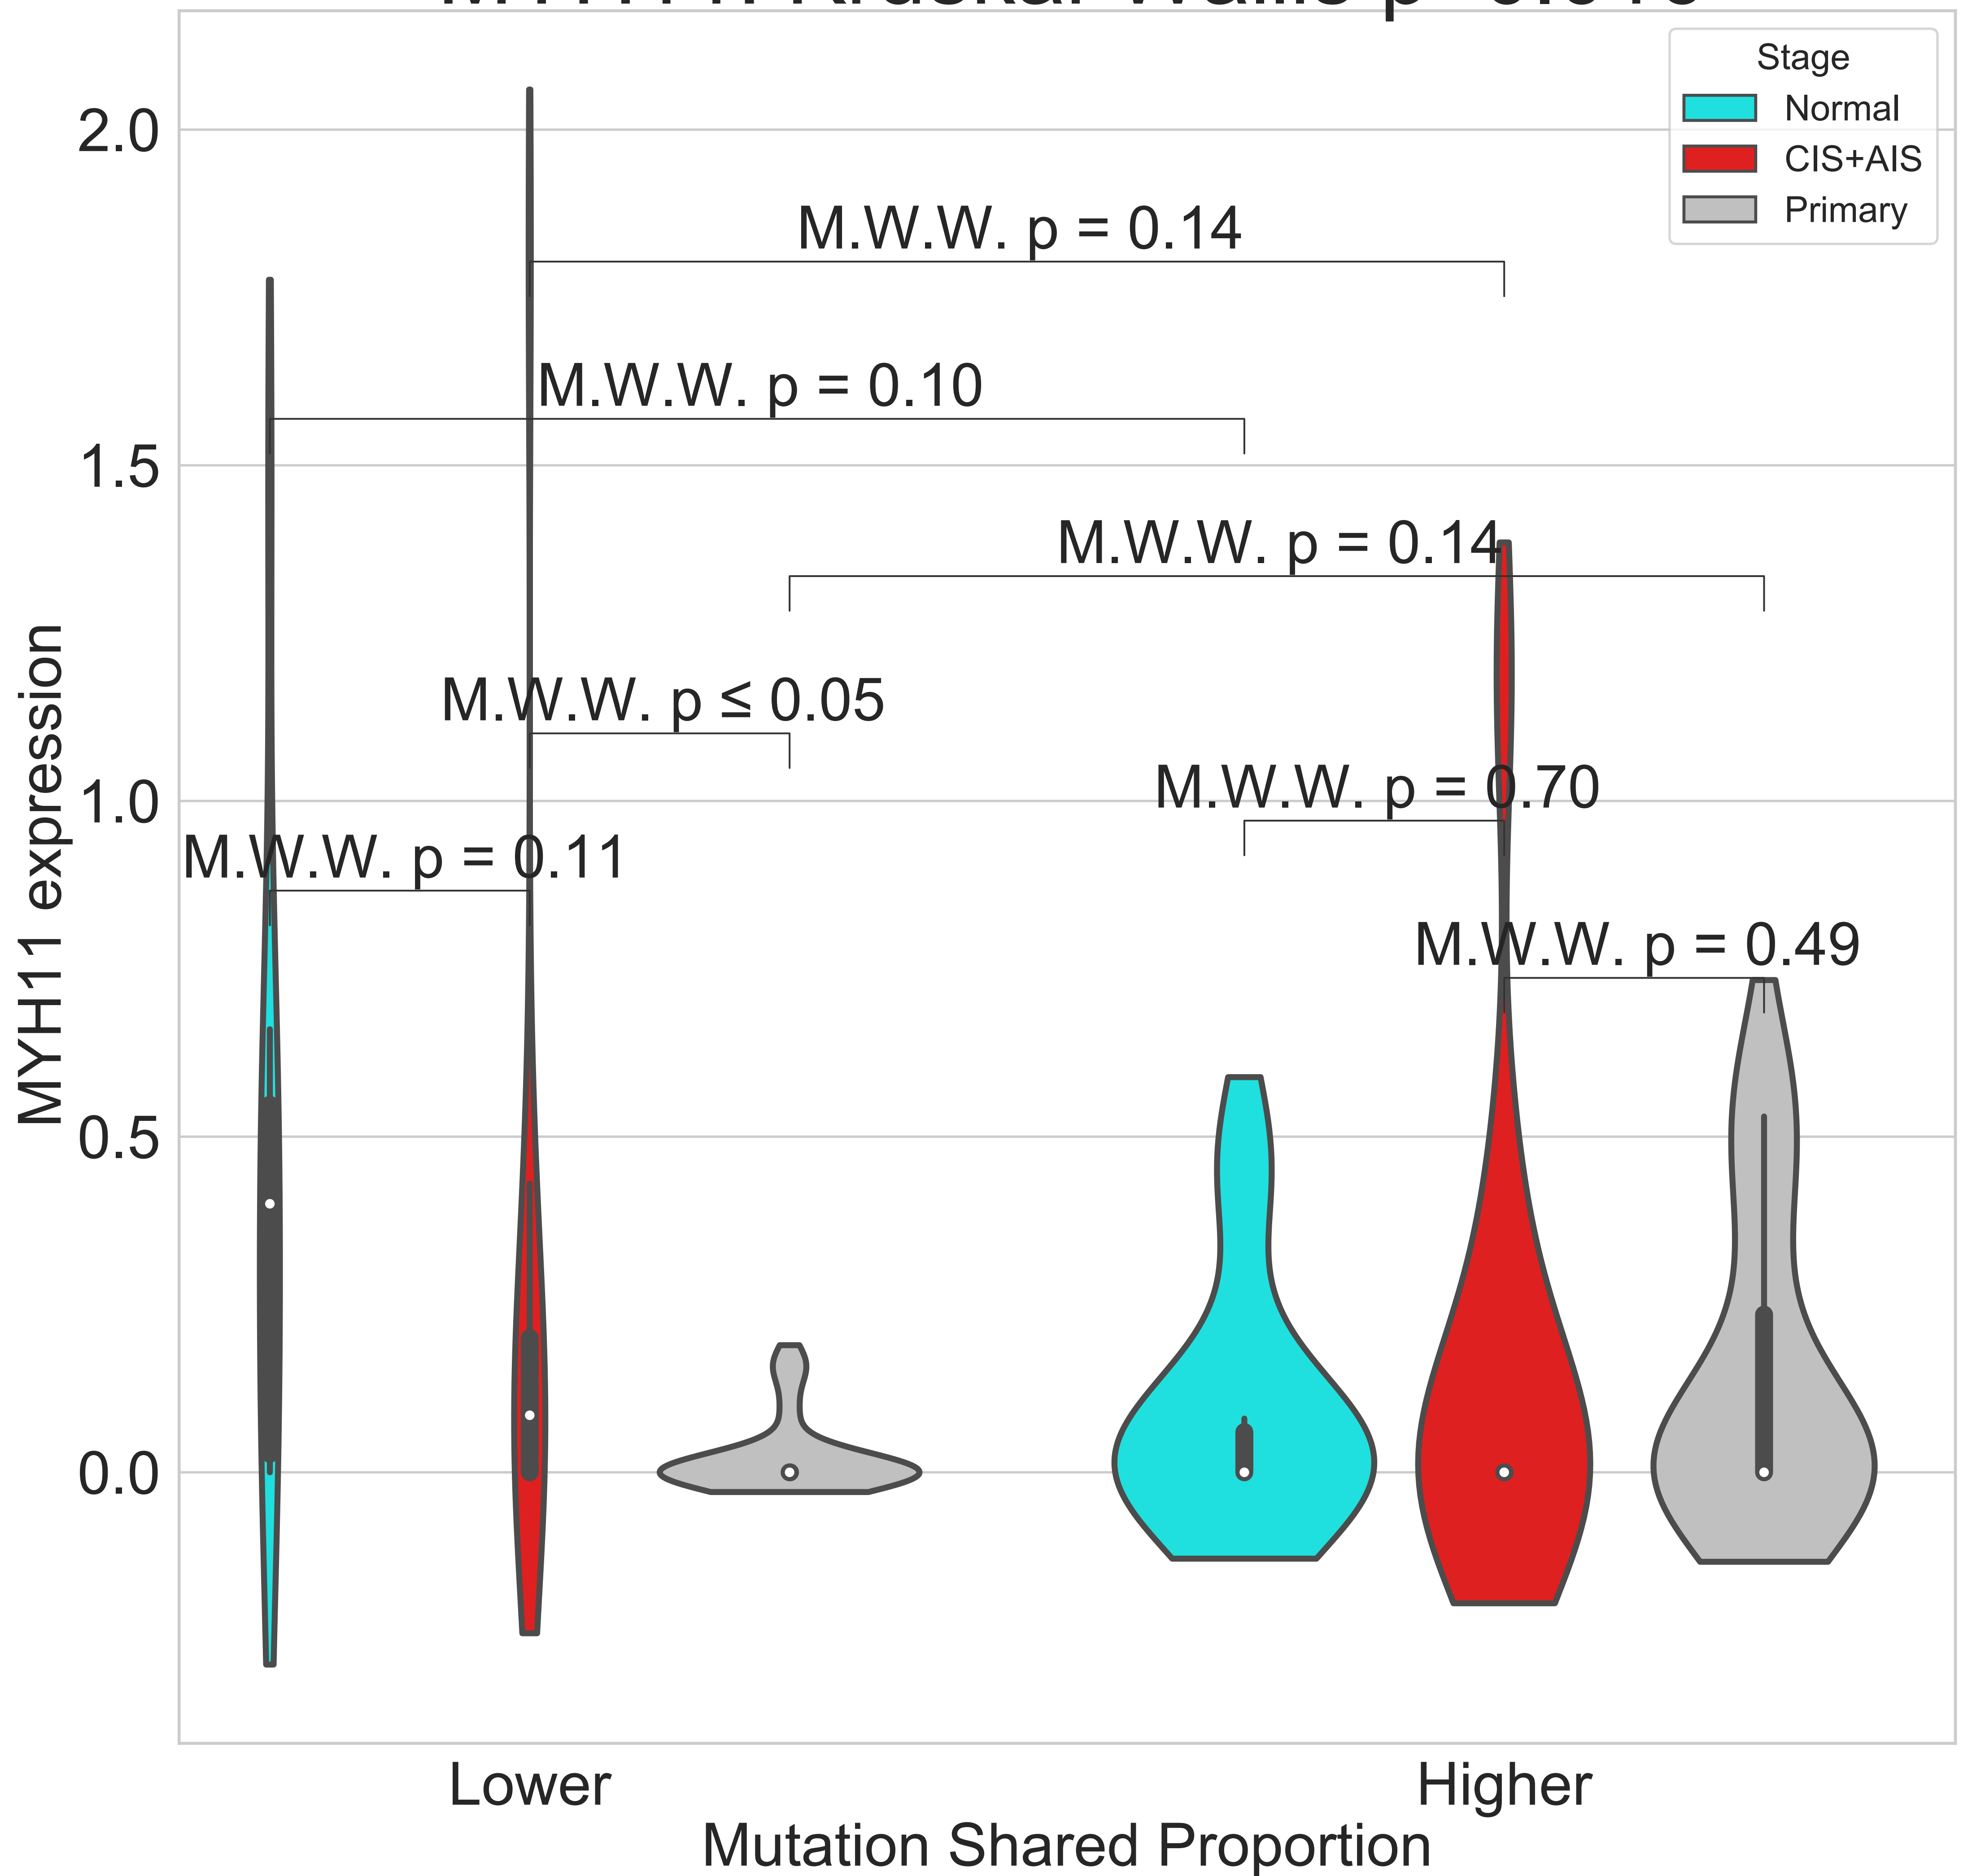 Stage
Normal
CIS+AIS
Primary
2.0
1.5
1.0
0.5
0.0
MYH11 expression
M.W.W. p = 0.14
M.W.W. p = 0.10
M.W.W. p = 0.14
M.W.W. p ≤ 0.05
M.W.W. p = 0.70
M.W.W. p = 0.11
M.W.W. p = 0.49
Lower
Higher
Mutation Shared Proportion